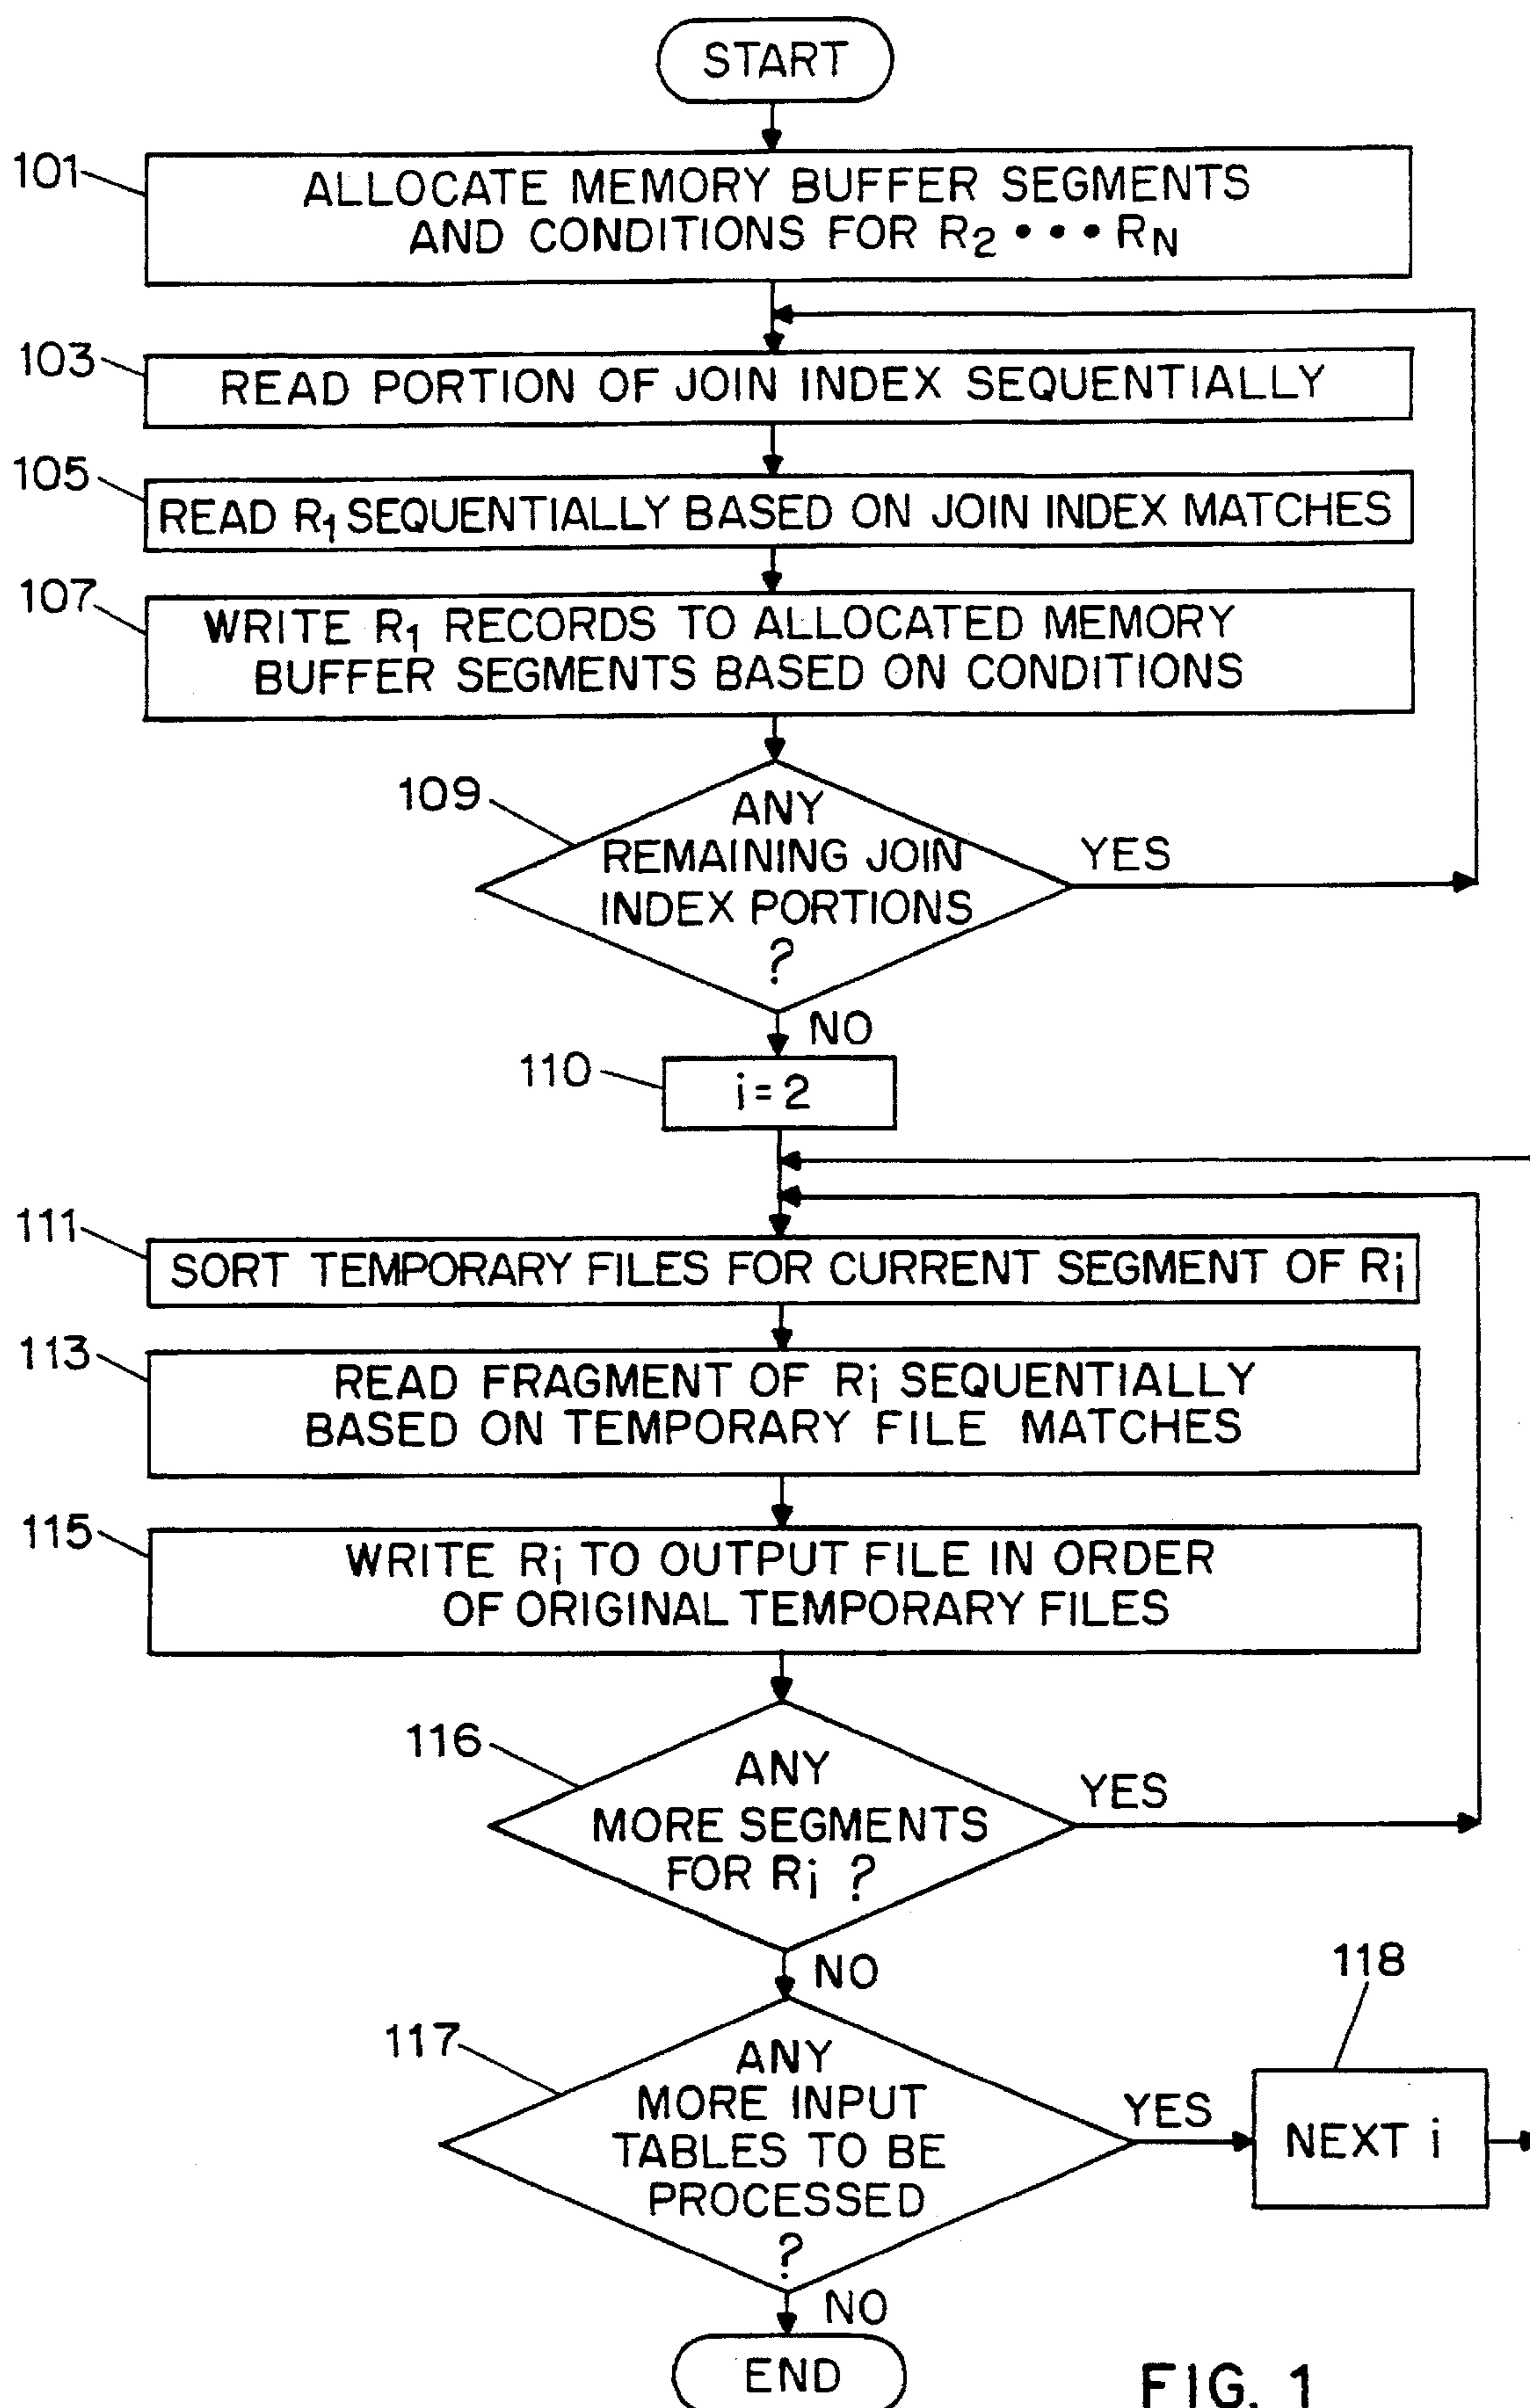 START
101
ALLOCATE MEMORY BUFFER SEGMENTS
AND CONDITIONS FOR R2 • • • RN
103
READ PORTION OF JOIN INDEX SEQUENTIALLY
105
READ R1 SEQUENTIALLY BASED ON JOIN INDEX MATCHES
107
WRITE R1 RECORDS TO ALLOCATED MEMORY
BUFFER SEGMENTS BASED ON CONDITIONS
109
ANY
REMAINING JOIN
INDEX PORTIONS
?
YES
NO
110
i=2
111
SORT TEMPORARY FILES FOR CURRENT SEGMENT OF Ri
113
READ FRAGMENT OF Ri SEQUENTIALLY
BASED ON TEMPORARY FILE MATCHES
115
WRITE Ri TO OUTPUT FILE IN ORDER
OF ORIGINAL TEMPORARY FILES
116
ANY
MORE SEGMENTS
FOR Ri ?
YES
NO
117
ANY
MORE INPUT
TABLES TO BE
PROCESSED
?
YES
118
NEXT i
NO
END
FIG. 1